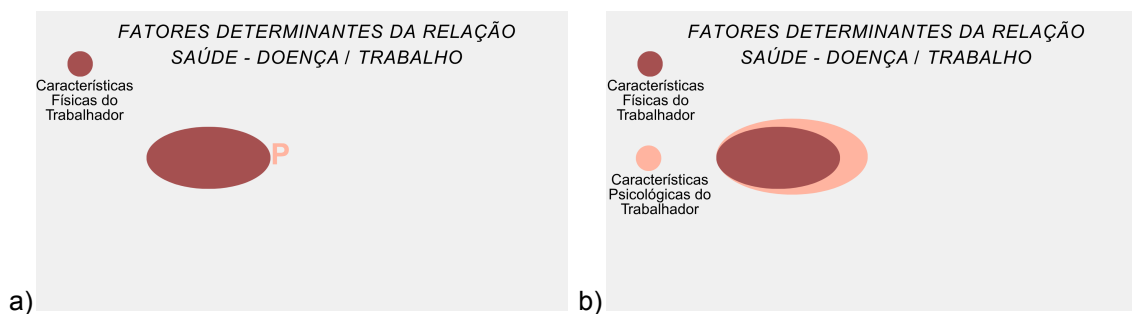 FATORES DETERMINANTES DA RELAÇÃO
SAÚDE - DOENÇA / TRABALHO
Características
Físicas do
Trabalhador
P
a)
FATORES DETERMINANTES DA RELAÇÃO
SAÚDE - DOENÇA / TRABALHO
Características
Físicas do
Trabalhador
Características
Psicológicas do
Trabalhador
b)